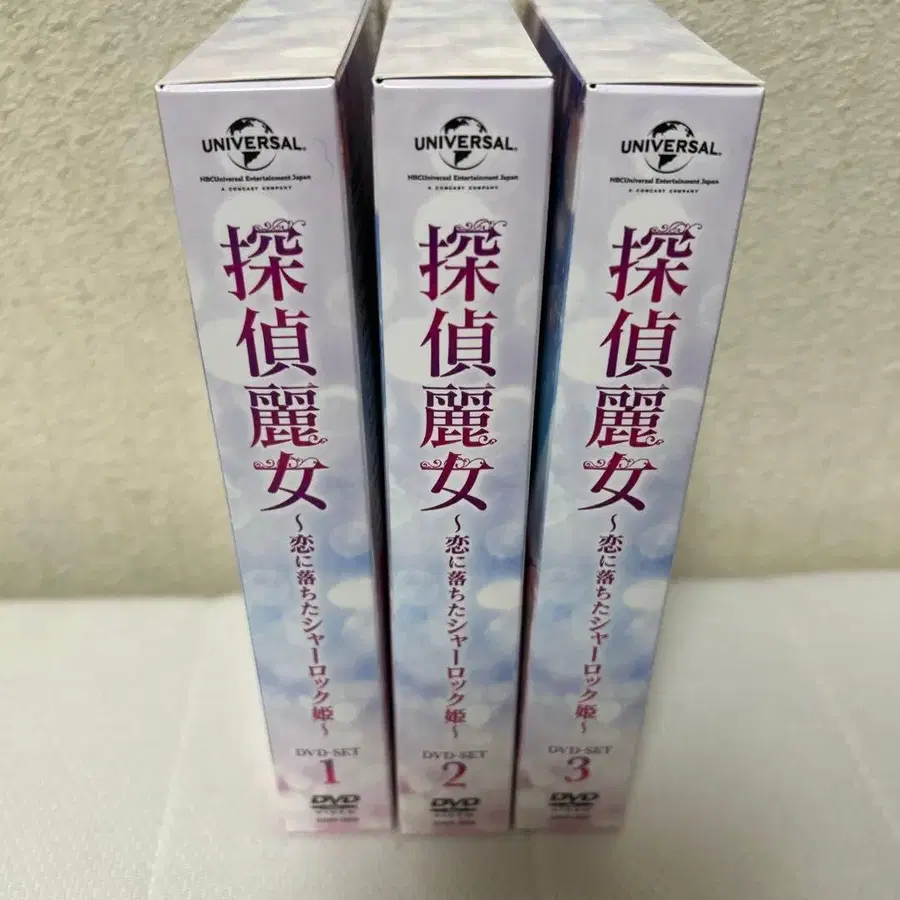 UNIVERSAL
NBCUniversal Entertainment Japan
A COMCAST COMPANY
探偵麗女
～恋に落ちたシャーロック姫～
DVD-SET
1
DVD
VIDEO
UNIVERSAL
NBCUniversal Entertainment Japan
A COMCAST COMPANY
探偵麗女
～恋に落ちたシャーロック姫～
DVD-SET
2
DVD
VIDEO
UNIVERSAL
NBCUniversal Entertainment Japan
A COMCAST COMPANY
探偵麗女
～恋に落ちたシャーロック姫～
DVD-SET
3
DVD
VIDEO